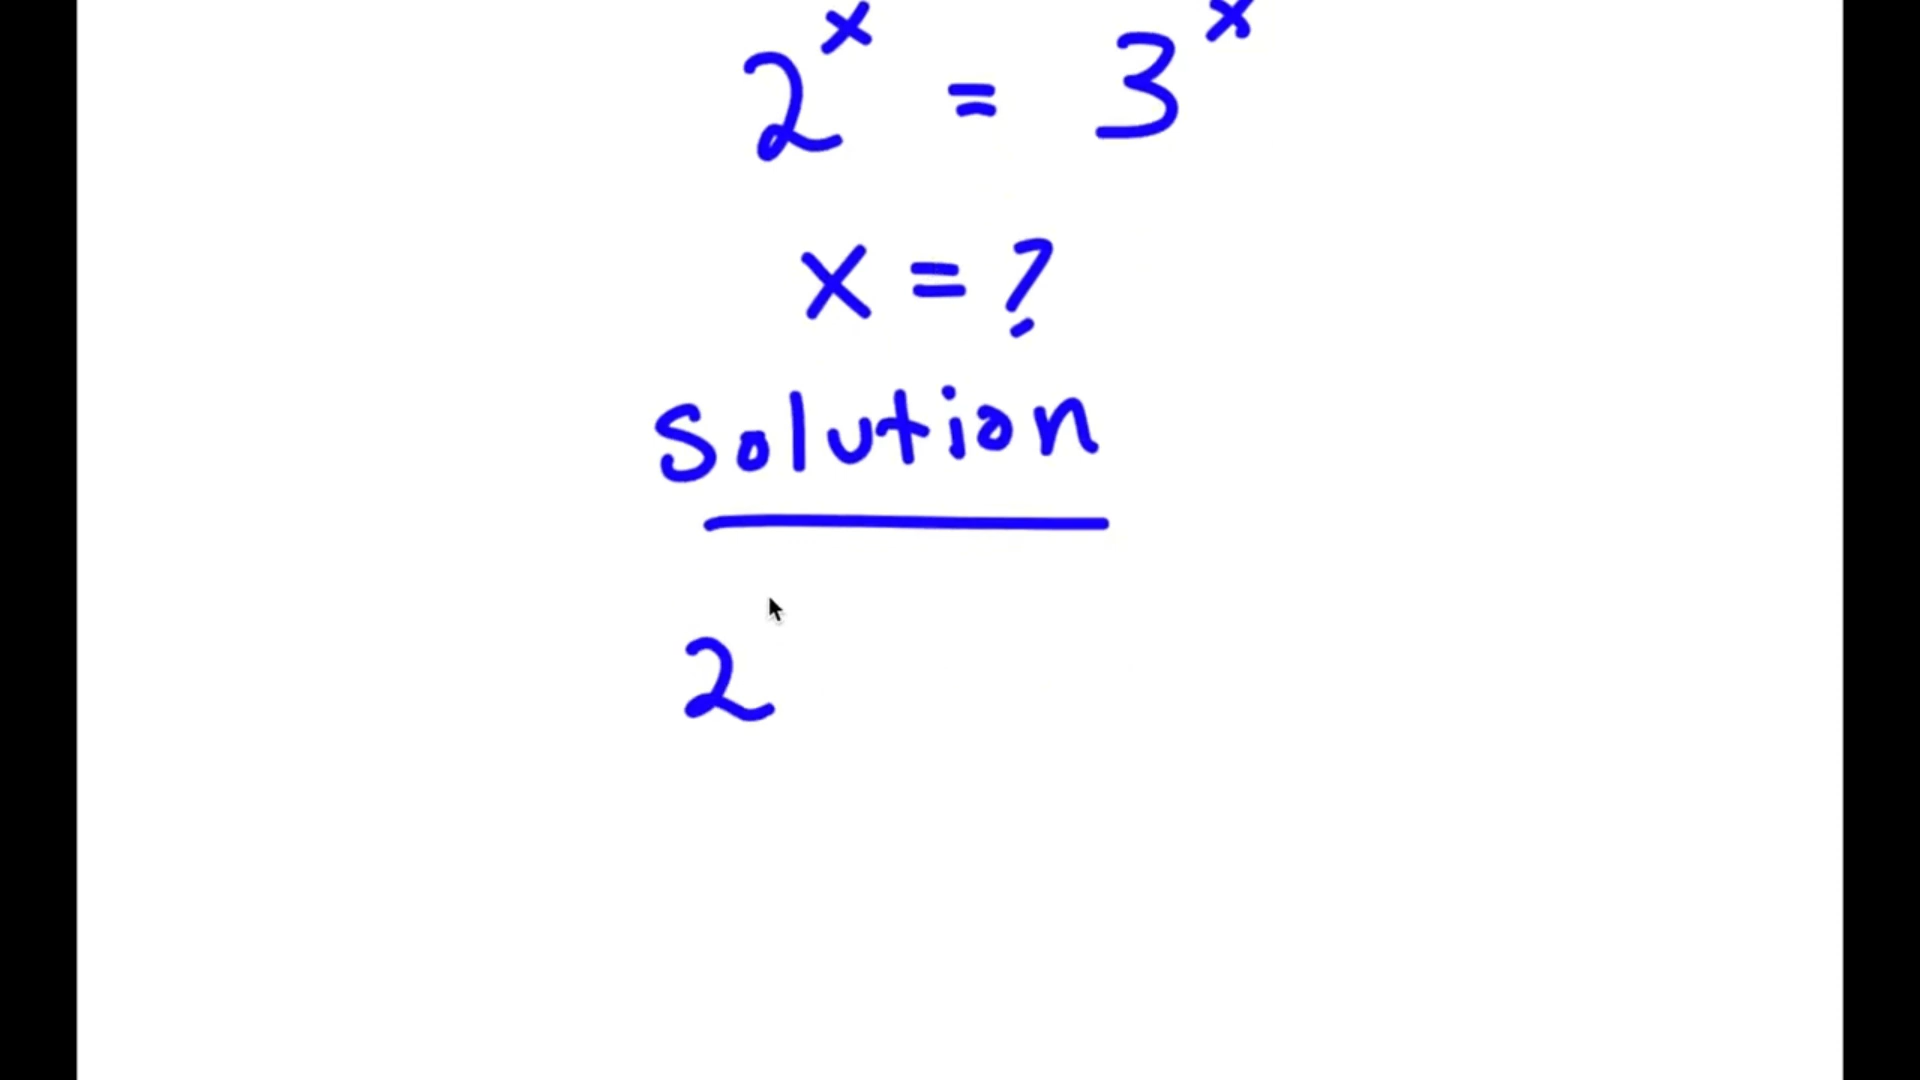 2^x = 3^x
x = ?
Solution
2